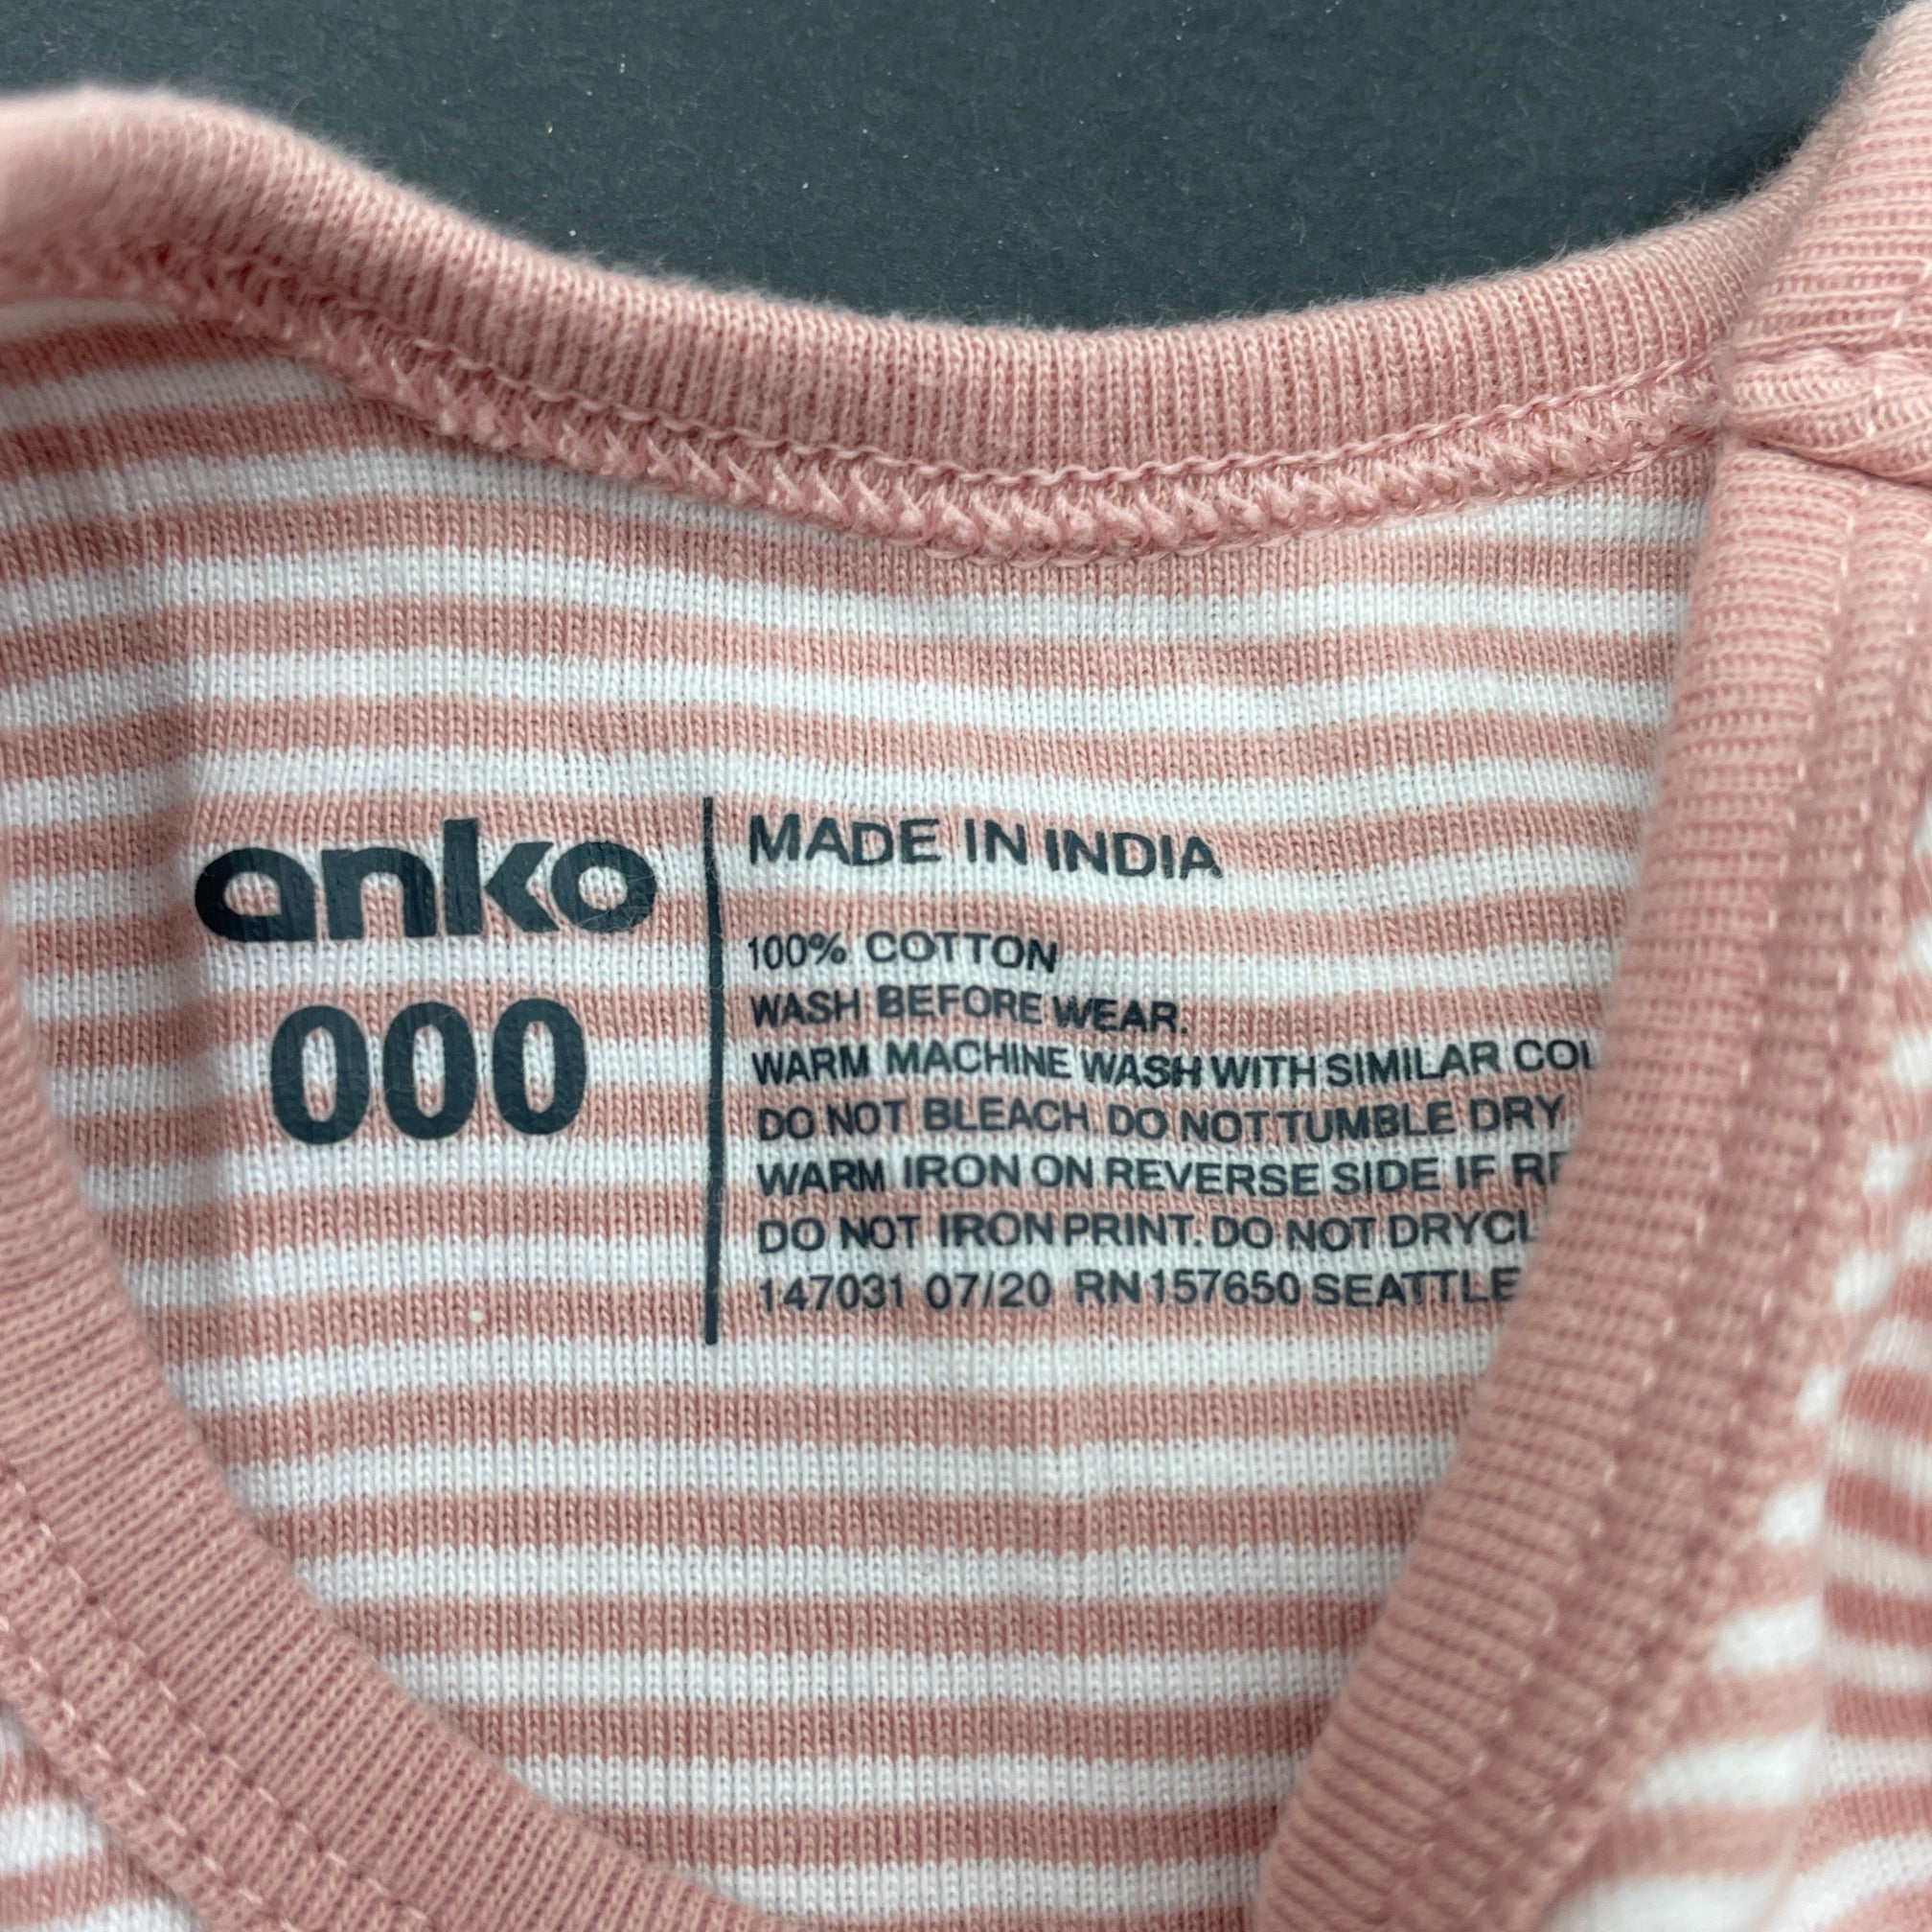 anko
000
MADE IN INDIA
100% COTTON
WASH BEFORE WEAR.
WARM MACHINE WASH WITH SIMILAR
DO NOT BLEACH. DO NOT TUMBLE DRY
WARM IRON ON REVERSE SIDE IF
DO NOT IRON PRINT. DO NOT
147031 07/20 RN157650 SEATTLE